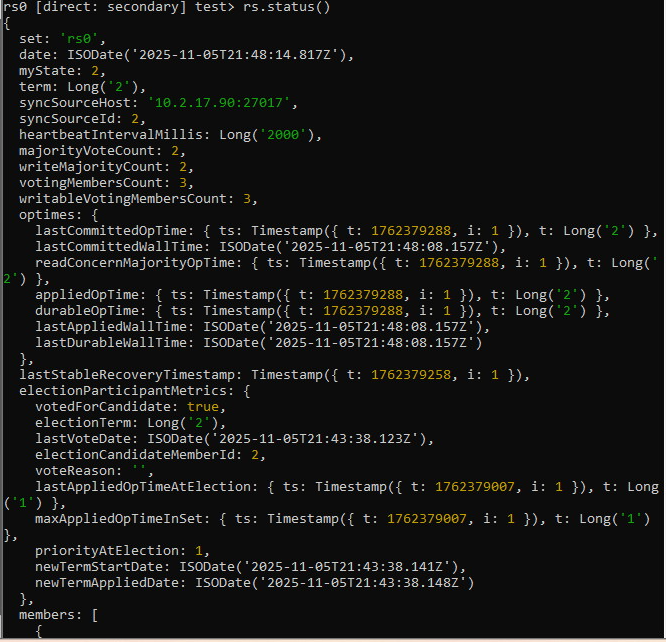 rs0 [direct: secondary] test> rs.status()
{
  set: 'rs0',
  date: ISODate('2025-11-05T21:48:14.817Z'),
  myState: 2,
  term: Long('2'),
  syncSourceHost: '10.2.17.90:27017',
  syncSourceId: 2,
  heartbeatIntervalMillis: Long('2000'),
  majorityVoteCount: 2,
  writeMajorityCount: 2,
  votingMembersCount: 3,
  writableVotingMembersCount: 3,
  optimes: {
    lastCommittedOpTime: { ts: Timestamp({ t: 1762379288, i: 1 }), t: Long('2') },
    lastCommittedWallTime: ISODate('2025-11-05T21:48:08.157Z'),
    readConcernMajorityOpTime: { ts: Timestamp({ t: 1762379288, i: 1 }), t: Long('
2') },
    appliedOpTime: { ts: Timestamp({ t: 1762379288, i: 1 }), t: Long('2') },
    durableOpTime: { ts: Timestamp({ t: 1762379288, i: 1 }), t: Long('2') },
    lastAppliedWallTime: ISODate('2025-11-05T21:48:08.157Z'),
    lastDurableWallTime: ISODate('2025-11-05T21:48:08.157Z')
  },
  lastStableRecoveryTimestamp: Timestamp({ t: 1762379258, i: 1 }),
  electionParticipantMetrics: {
    votedForCandidate: true,
    electionTerm: Long('2'),
    lastVoteDate: ISODate('2025-11-05T21:43:38.123Z'),
    electionCandidateMemberId: 2,
    voteReason: '',
    lastAppliedOpTimeAtElection: { ts: Timestamp({ t: 1762379007, i: 1 }), t: Long
('1') },
    maxAppliedOpTimeInSet: { ts: Timestamp({ t: 1762379007, i: 1 }), t: Long('1')
},
    priorityAtElection: 1,
    newTermStartDate: ISODate('2025-11-05T21:43:38.141Z'),
    newTermAppliedDate: ISODate('2025-11-05T21:43:38.148Z')
  },
  members: [
    {